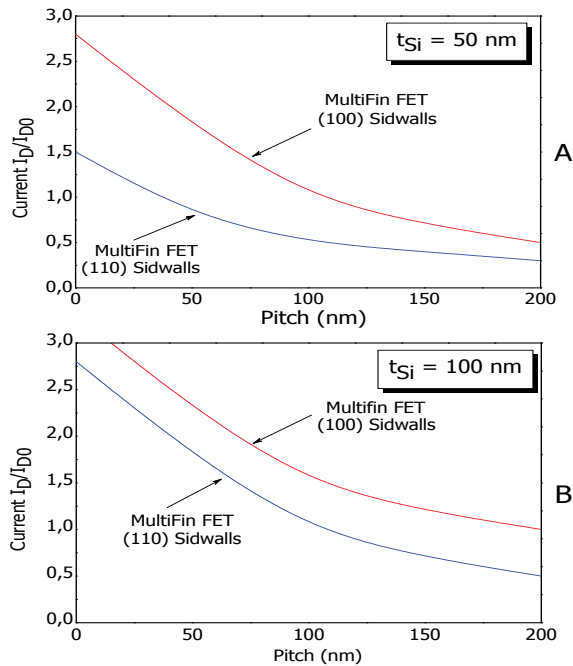 3,0
2,5
2,0
1,5
1,0
0,5
0,0
Current I_D/I_D0
t_Si = 50 nm
MultiFin FET
(100) Sidwalls
MultiFin FET
(110) Sidwalls
A
0
50
100
150
200
Pitch (nm)
3,0
2,5
2,0
1,5
1,0
0,5
0,0
Current I_D/I_D0
t_Si = 100 nm
Multifin FET
(100) Sidwalls
MultiFin FET
(110) Sidwalls
B
0
50
100
150
200
Pitch (nm)